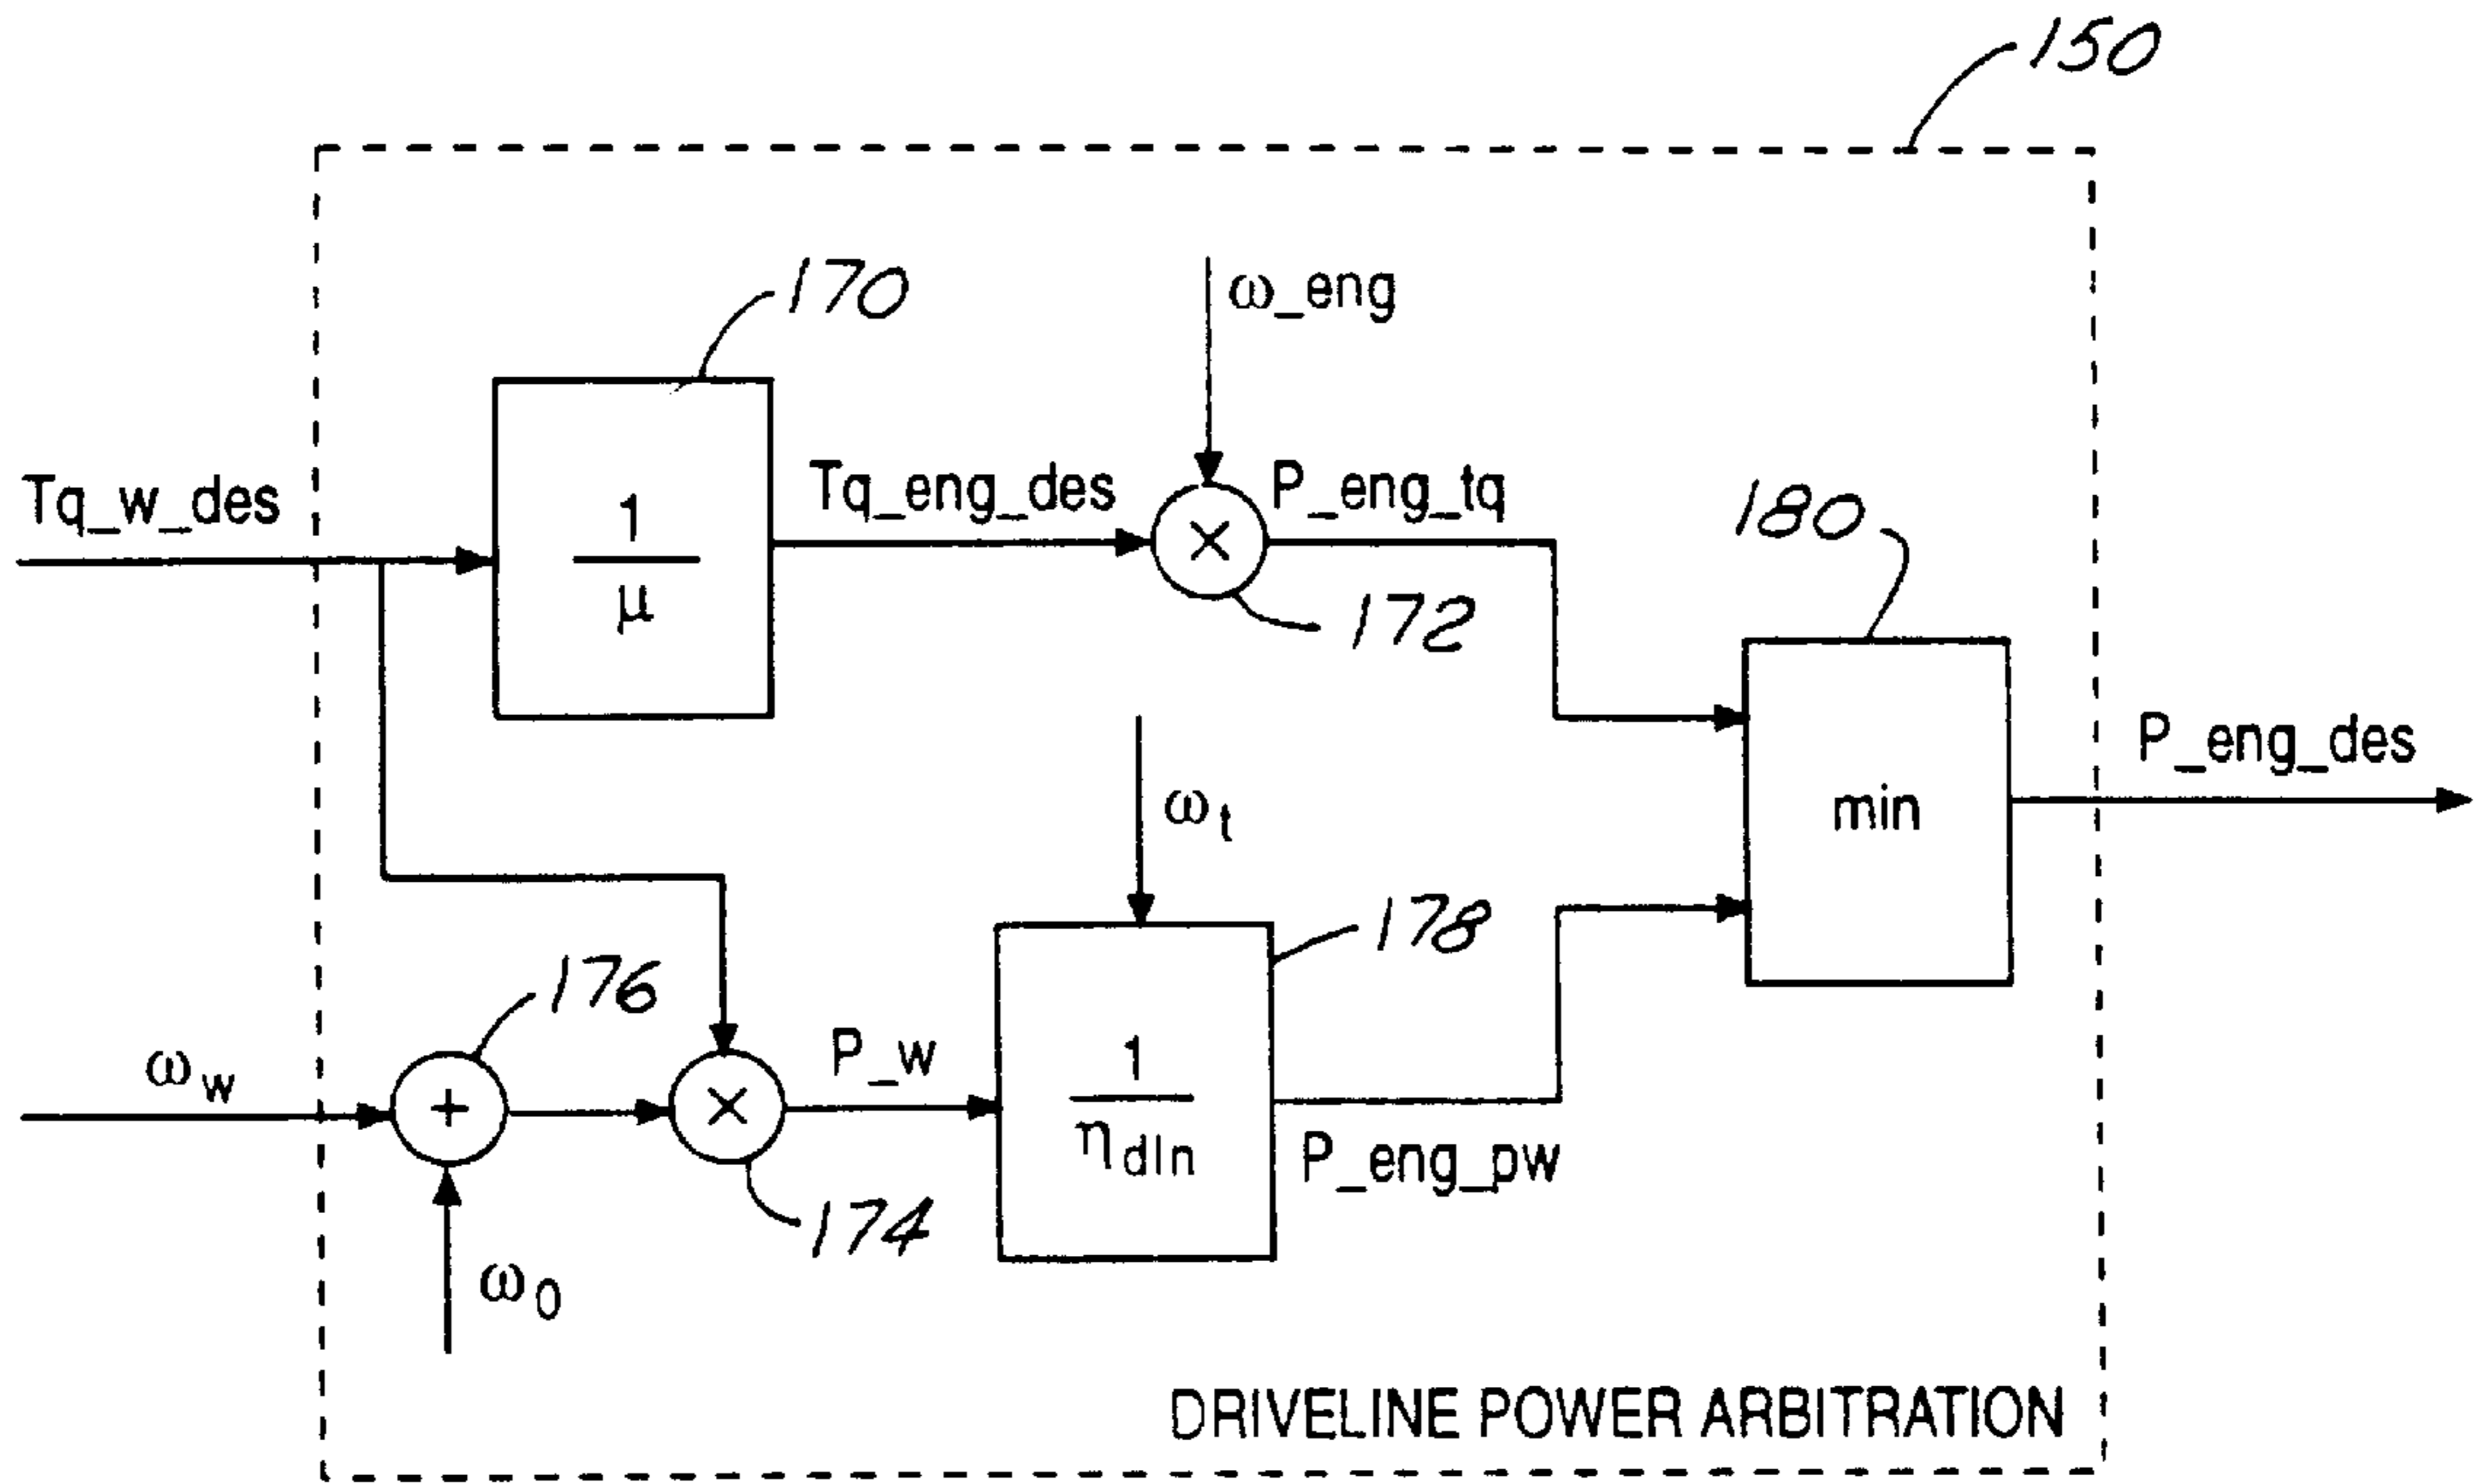 150
170
ω_eng
Tq_w_des
1
μ
Tq_eng_des
×
P_eng_tq
172
180
min
P_eng_des
ω_t
178
176
ω_w
+
×
P_w
1
η_dln
P_eng_pw
174
ω_0
DRIVELINE POWER ARBITRATION